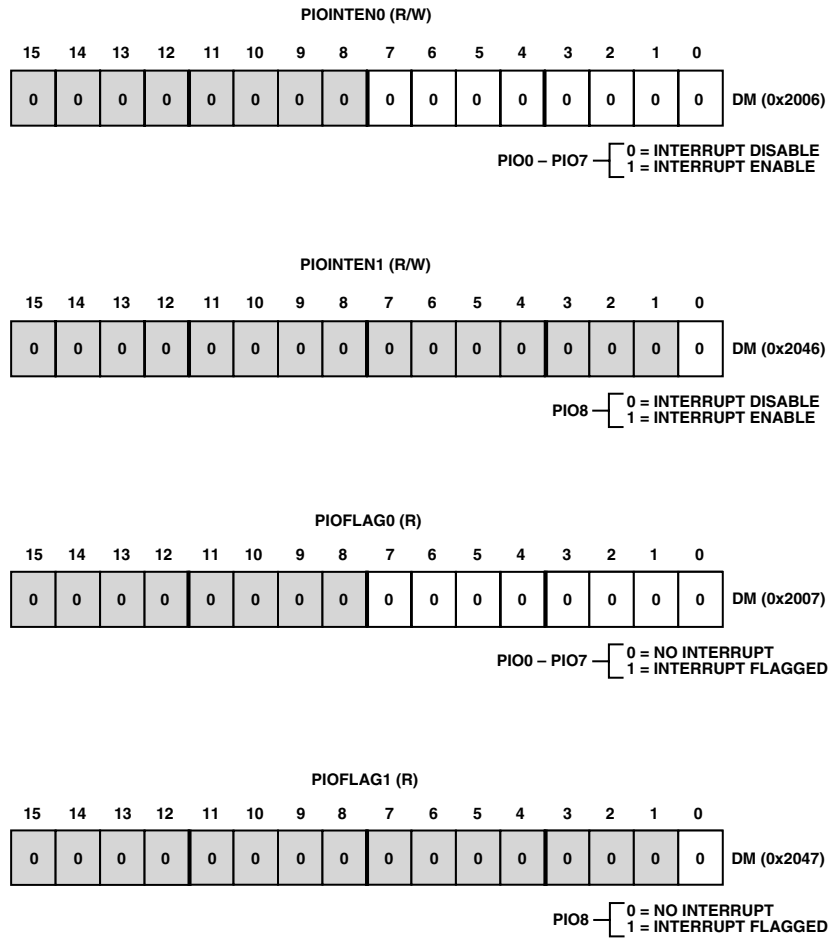 PIOINTEN0 (R/W)
15 14 13 12 11 10 9 8 7 6 5 4 3 2 1 0
0 0 0 0 0 0 0 0 0 0 0 0 0 0 0 0 DM (0x2006)
PIO0 – PIO7 0 = INTERRUPT DISABLE
1 = INTERRUPT ENABLE
PIOINTEN1 (R/W)
15 14 13 12 11 10 9 8 7 6 5 4 3 2 1 0
0 0 0 0 0 0 0 0 0 0 0 0 0 0 0 0 DM (0x2046)
PIO8 0 = INTERRUPT DISABLE
1 = INTERRUPT ENABLE
PIOFLAG0 (R)
15 14 13 12 11 10 9 8 7 6 5 4 3 2 1 0
0 0 0 0 0 0 0 0 0 0 0 0 0 0 0 0 DM (0x2007)
PIO0 – PIO7 0 = NO INTERRUPT
1 = INTERRUPT FLAGGED
PIOFLAG1 (R)
15 14 13 12 11 10 9 8 7 6 5 4 3 2 1 0
0 0 0 0 0 0 0 0 0 0 0 0 0 0 0 0 DM (0x2047)
PIO8 0 = NO INTERRUPT
1 = INTERRUPT FLAGGED